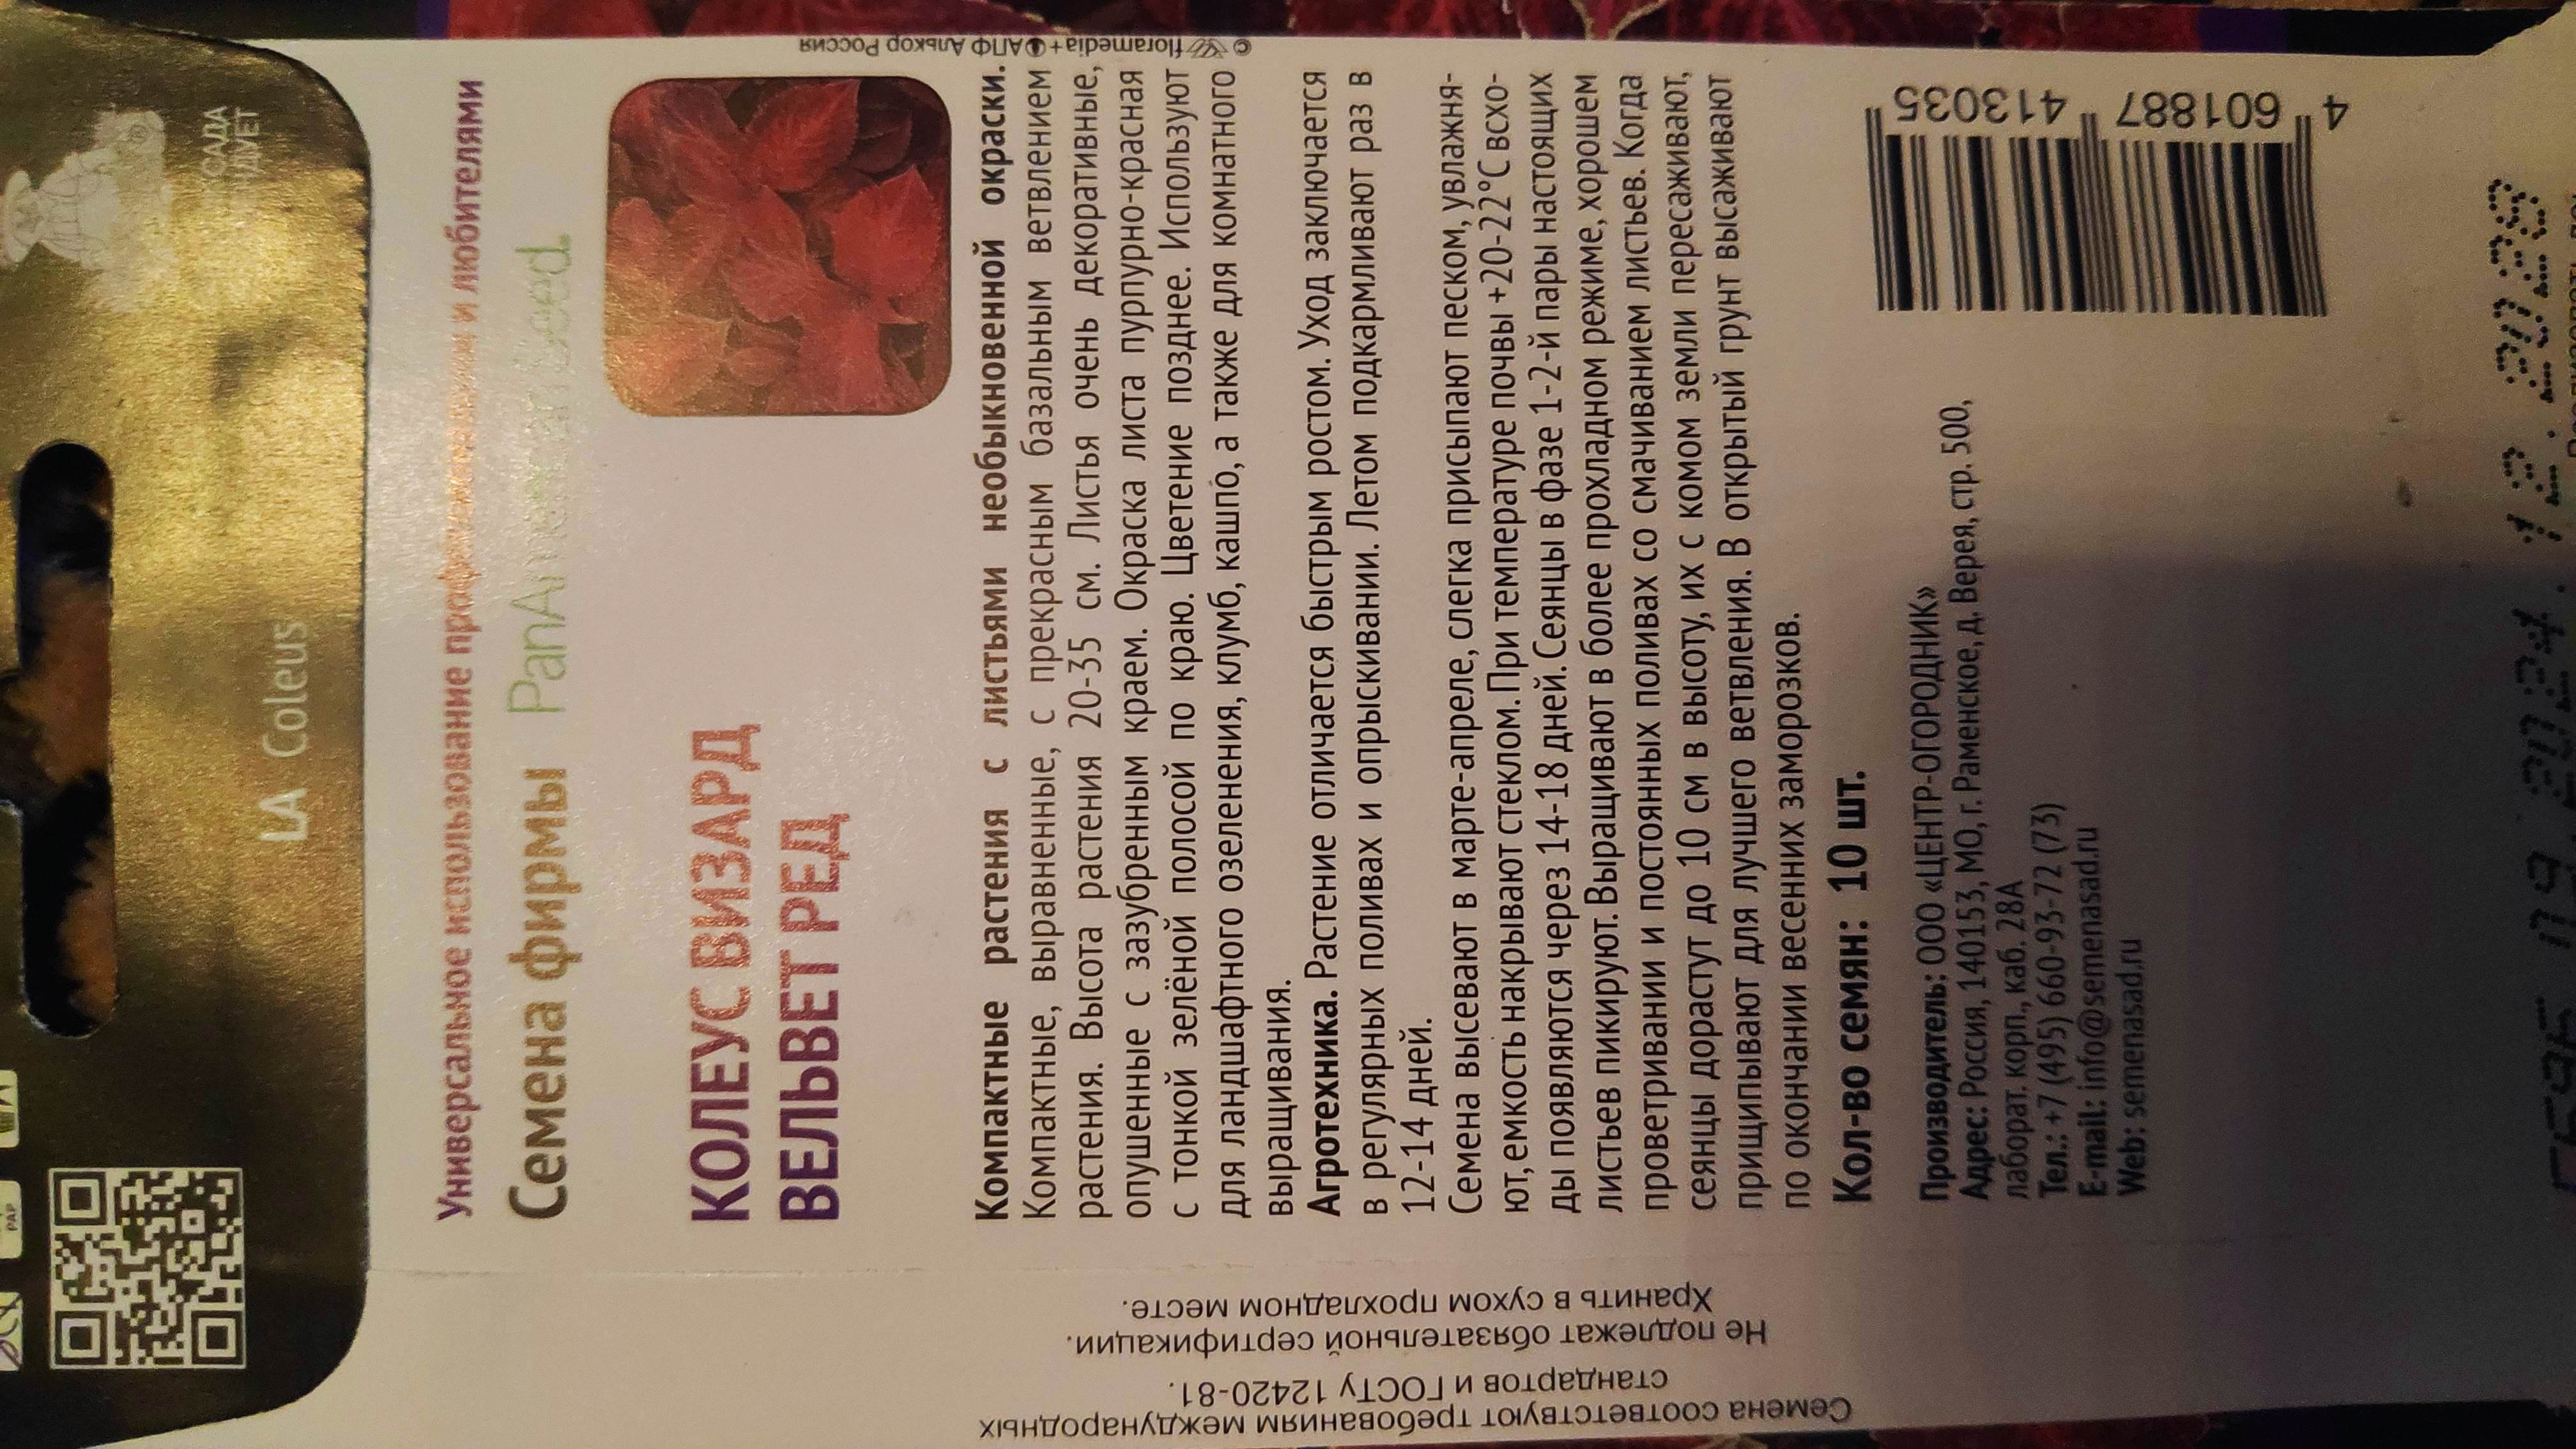 PAP
LA Coleus
САДА
Универсальное использование профессионалами и любителями
Семена фирмы PanAmerican Seed.
КОЛЕУС ВИЗАРД
ВЕЛЬВЕТ РЕД
© floramedia+АПФ Алькор Россия
Компактные растения с листьями необыкновенной окраски.
Компактные, выравненные, с прекрасным базальным ветвлением
растения. Высота растения 20-35 см. Листья очень декоративные,
опушенные с зазубренным краем. Окраска листа пурпурно-красная
с тонкой зелёной полосой по краю. Цветение позднее. Используют
для ландшафтного озеленения, клумб, кашпо, а также для комнатного
выращивания.
Агротехника. Растение отличается быстрым ростом. Уход заключается
в регулярных поливах и опрыскивании. Летом подкармливают раз в
12-14 дней.
Семена высевают в марте-апреле, слегка присыпают песком, увлажня-
ют, емкость накрывают стеклом. При температуре почвы +20-22°С всхо-
ды появляются через 14-18 дней. Сеянцы в фазе 1-2-й пары настоящих
листьев пикируют. Выращивают в более прохладном режиме, хорошем
проветривании и постоянных поливах со смачиванием листьев. Когда
сеянцы дорастут до 10 см в высоту, их с комом земли пересаживают,
прищипывают для лучшего ветвления. В открытый грунт высаживают
по окончании весенних заморозков.
Кол-во семян: 10 шт.
Производитель: ООО «ЦЕНТР-ОГОРОДНИК»
Адрес: Россия, 140153, МО, г. Раменское, д. Верея, стр. 500,
лаборат. корп., каб. 28А
Тел.: +7 (495) 660-93-72 (73)
E-mail: info@semenasad.ru
Web: semenasad.ru
4 601887 413035
12.2028
Семена соответствуют требованиям международных
стандартов и ГОСТу 12420-81.
Не подлежат обязательной сертификации.
Хранить в сухом прохладном месте.